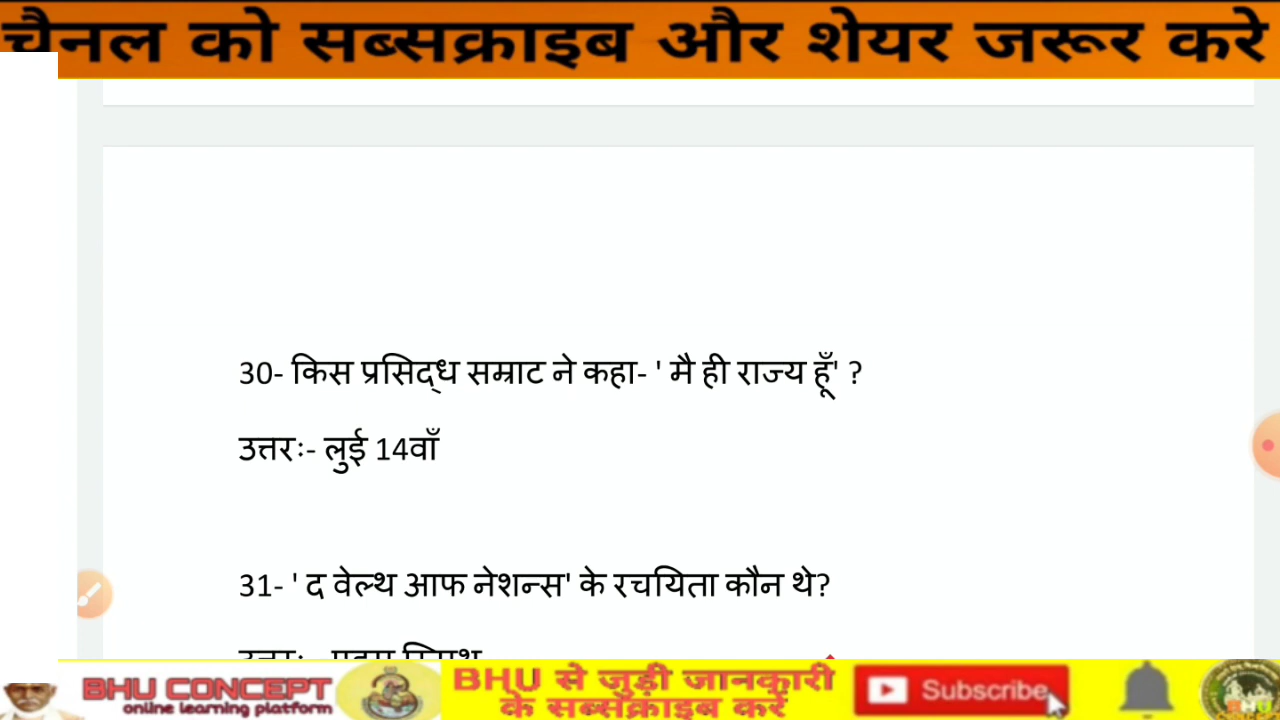 चैनल को सब्सक्राइब और शेयर जरूर करे
30- किस प्रसिद्ध सम्राट ने कहा- ' मै ही राज्य हूँ' ?
उत्तरः- लुई 14वाँ
31- ' द वेल्थ आफ नेशन्स' के रचयिता कौन थे?
BHU CONCEPT
online learning platform
BHU से जुड़ी जानकारी
के सब्सक्राइब करें
Subscribe
BHU